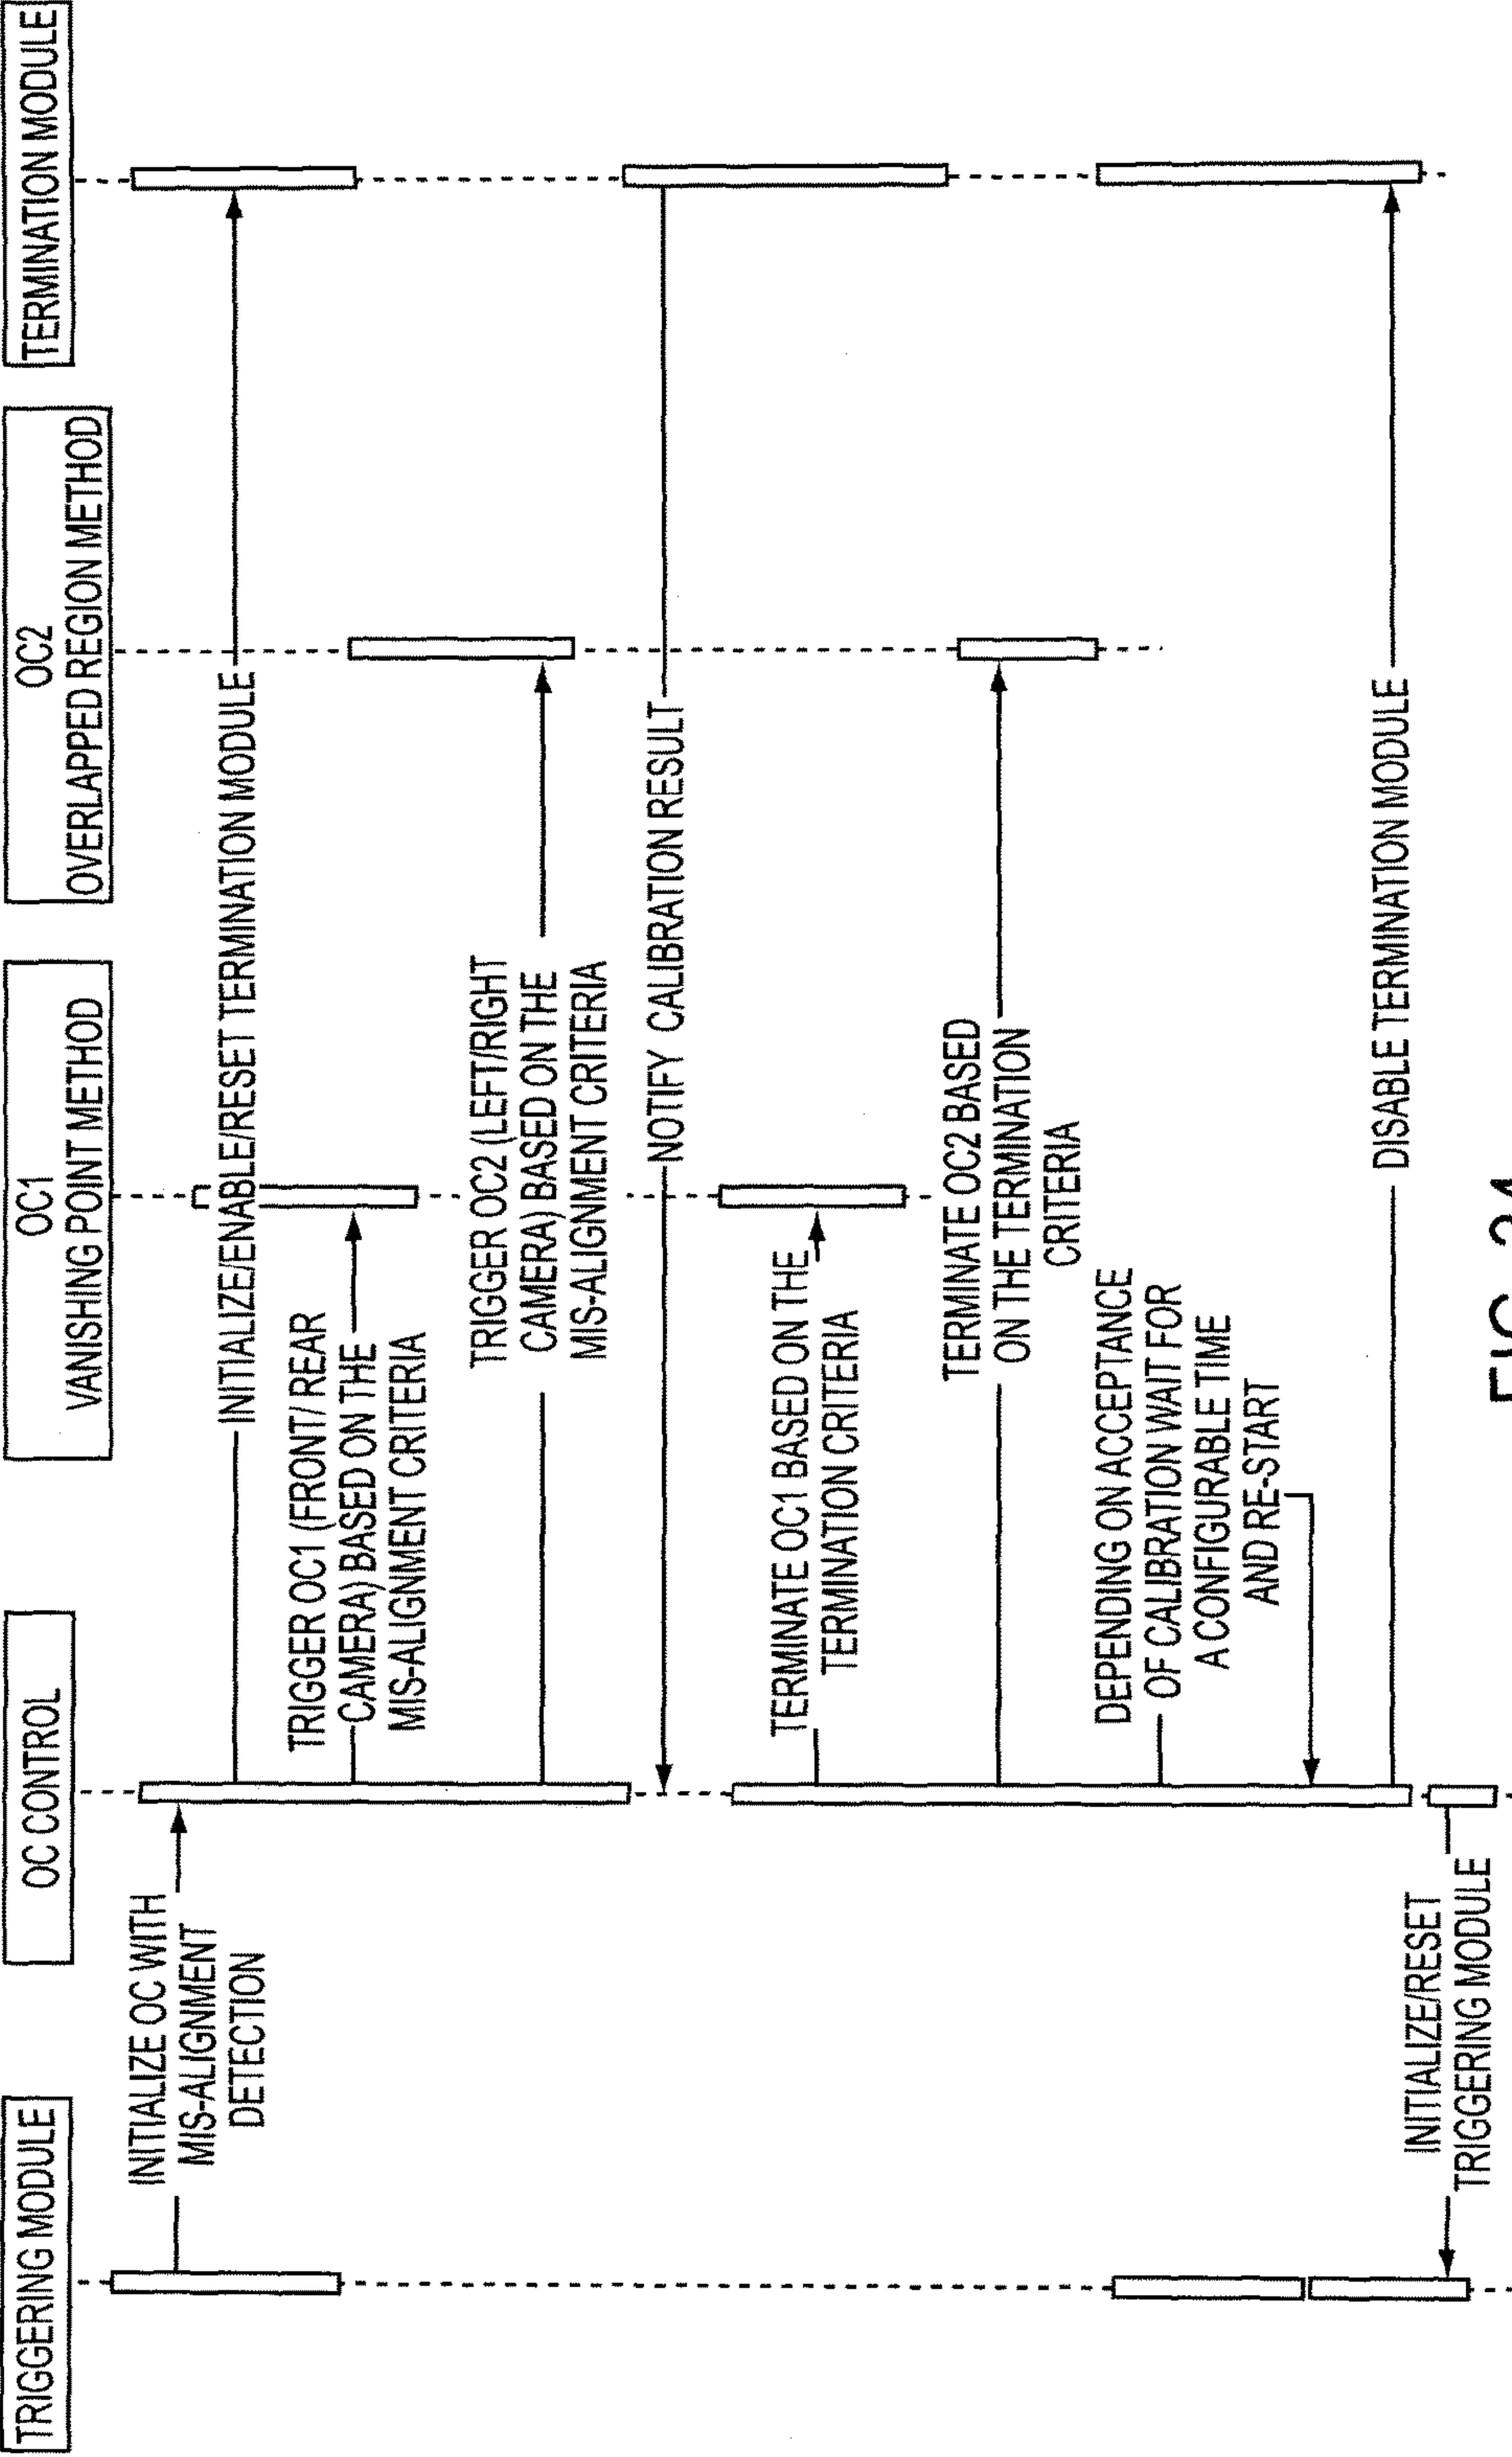 TRIGGERING MODULE
OC CONTROL
OC1
VANISHING POINT METHOD
OC2
OVERLAPPED REGION METHOD
TERMINATION MODULE
INITIALIZE OC WITH
MIS-ALIGNMENT
DETECTION
INITIALIZE/ENABLE/RESET TERMINATION MODULE
TRIGGER OC1 (FRONT/ REAR
CAMERA) BASED ON THE
MIS-ALIGNMENT CRITERIA
TRIGGER OC2 (LEFT/RIGHT
CAMERA) BASED ON THE
MIS-ALIGNMENT CRITERIA
NOTIFY CALIBRATION RESULT
TERMINATE OC1 BASED ON THE
TERMINATION CRITERIA
TERMINATE OC2 BASED
ON THE TERMINATION
CRITERIA
DEPENDING ON ACCEPTANCE
OF CALIBRATION WAIT FOR
A CONFIGURABLE TIME
AND RE-START
DISABLE TERMINATION MODULE
INITIALIZE/RESET
TRIGGERING MODULE